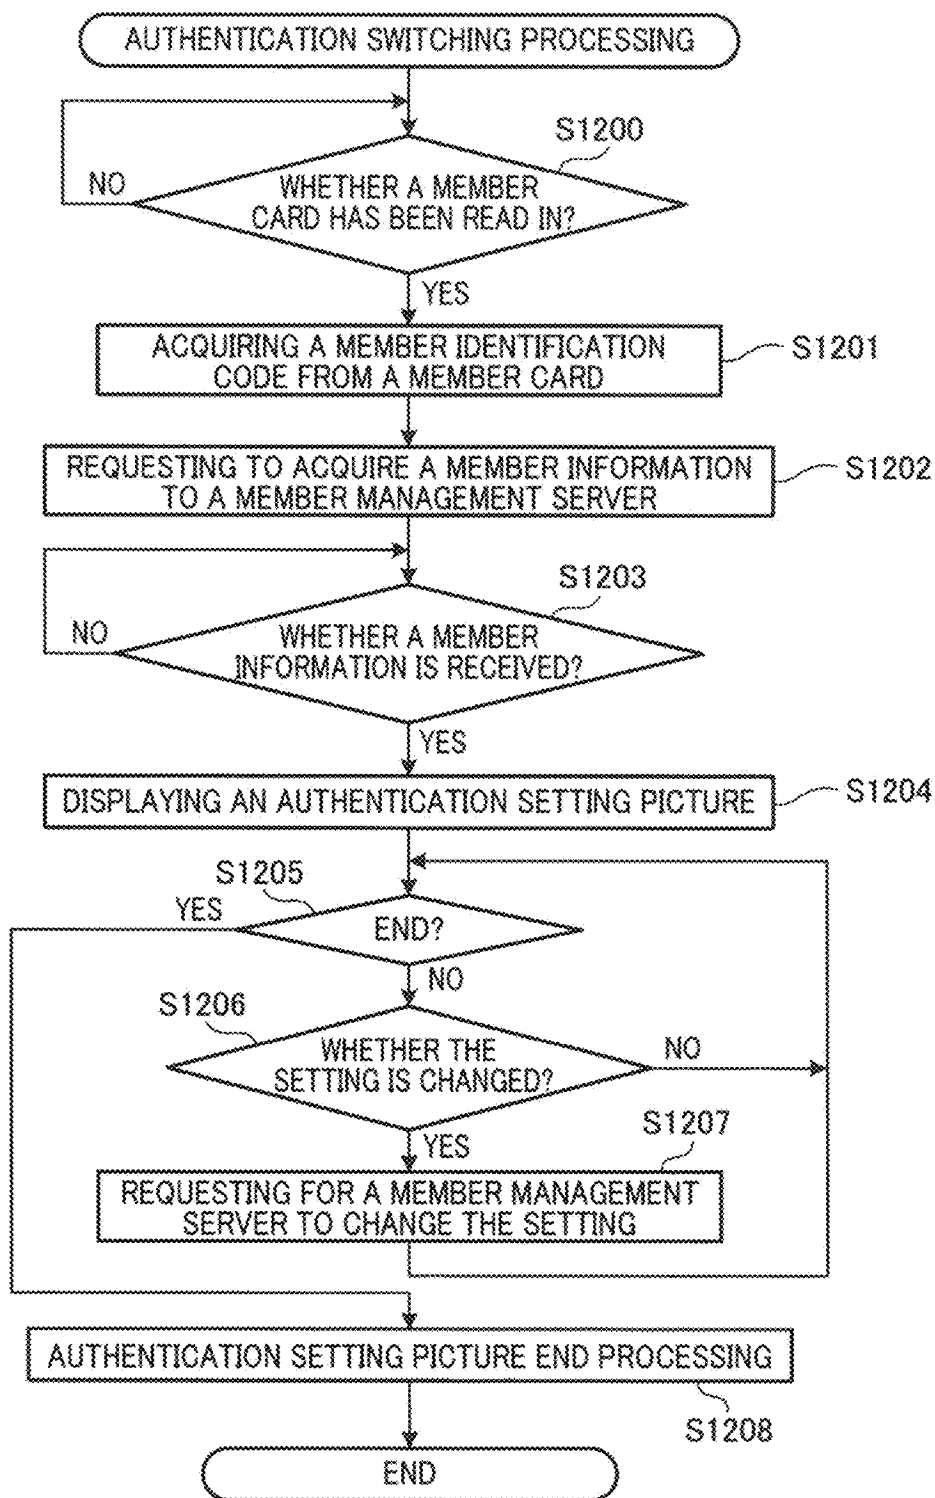 AUTHENTICATION SWITCHING PROCESSING
S1200
NO
WHETHER A MEMBER
CARD HAS BEEN READ IN?
YES
ACQUIRING A MEMBER IDENTIFICATION
CODE FROM A MEMBER CARD
S1201
REQUESTING TO ACQUIRE A MEMBER INFORMATION
TO A MEMBER MANAGEMENT SERVER
S1202
S1203
NO
WHETHER A MEMBER
INFORMATION IS RECEIVED?
YES
DISPLAYING AN AUTHENTICATION SETTING PICTURE
S1204
S1205
YES
END?
NO
S1206
WHETHER THE
SETTING IS CHANGED?
NO
YES
S1207
REQUESTING FOR A MEMBER MANAGEMENT
SERVER TO CHANGE THE SETTING
AUTHENTICATION SETTING PICTURE END PROCESSING
S1208
END